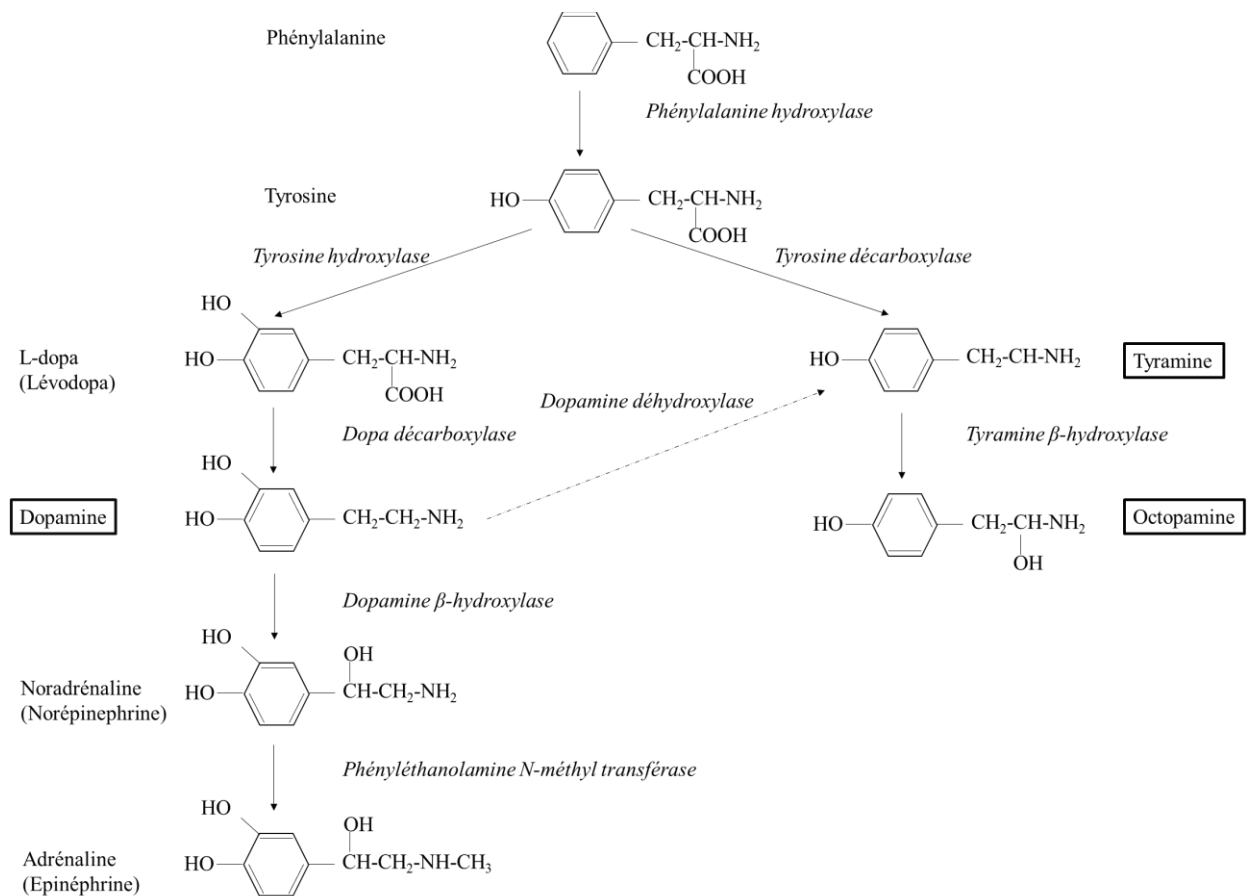 Phénylalanine
CH₂-CH-NH₂
COOH
Phénylalanine hydroxylase
Tyrosine
HO
CH₂-CH-NH₂
COOH
Tyrosine hydroxylase
Tyrosine décarboxylase
HO
L-dopa
(Lévodopa)
HO
CH₂-CH-NH₂
COOH
HO
CH₂-CH-NH₂
Tyramine
Dopamine déhydroxylase
Dopa décarboxylase
Tyramine β-hydroxylase
HO
Dopamine
HO
CH₂-CH₂-NH₂
HO
CH₂-CH-NH₂
OH
Octopamine
Dopamine β-hydroxylase
HO
OH
Noradrénaline
(Norépinephrine)
HO
CH-CH₂-NH₂
Phényléthanolamine N-méthyl transférase
HO
OH
Adrénaline
(Epinéphrine)
HO
CH-CH₂-NH-CH₃